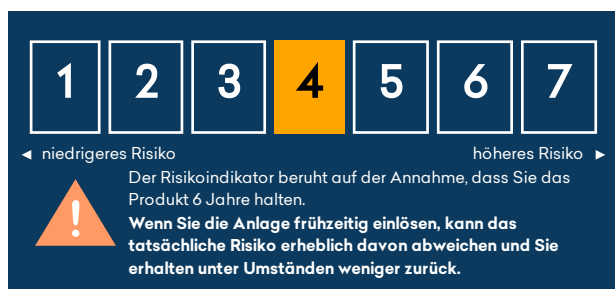 1 2 3 4 5 6 7
◄ niedrigeres Risiko höheres Risiko ►
Der Risikoindikator beruht auf der Annahme, dass Sie das
Produkt 6 Jahre halten.
Wenn Sie die Anlage frühzeitig einlösen, kann das
tatsächliche Risiko erheblich davon abweichen und Sie
erhalten unter Umständen weniger zurück.
!